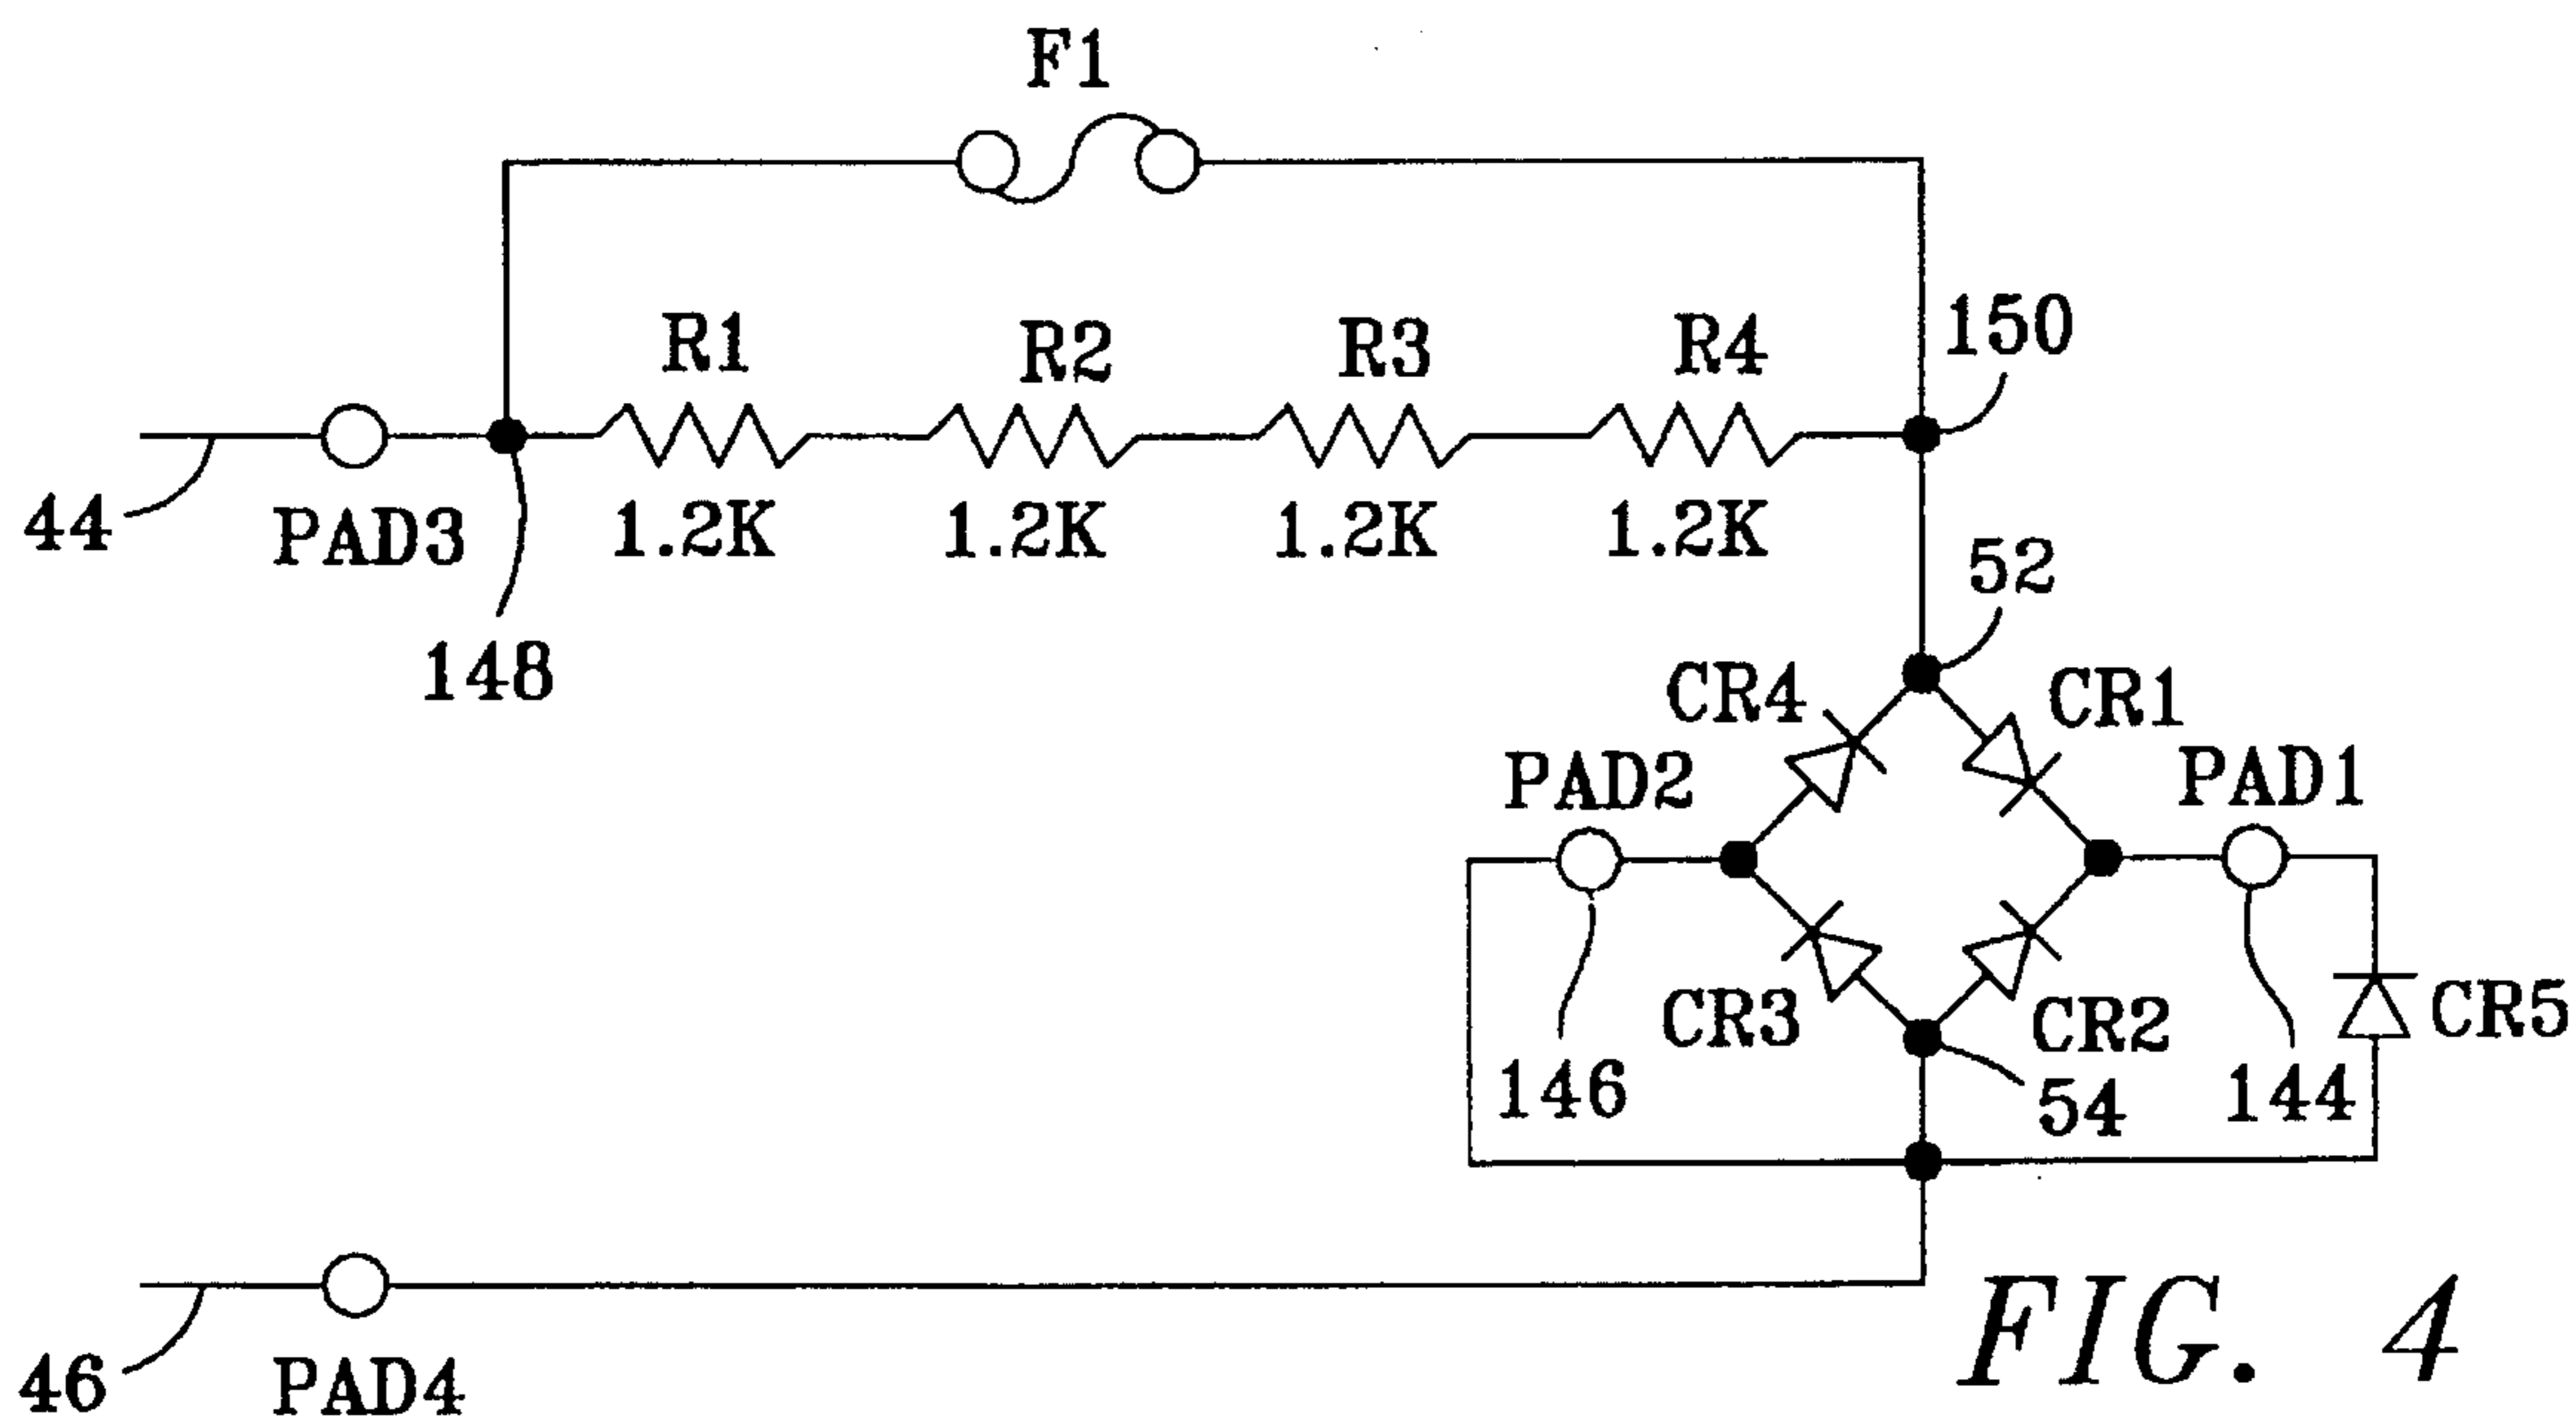 F1
R1
R2
R3
R4
150
44
PAD3
1.2K
1.2K
1.2K
1.2K
148
52
CR4
CR1
PAD2
PAD1
CR3
CR2
CR5
146
54
144
46
PAD4
FIG. 4